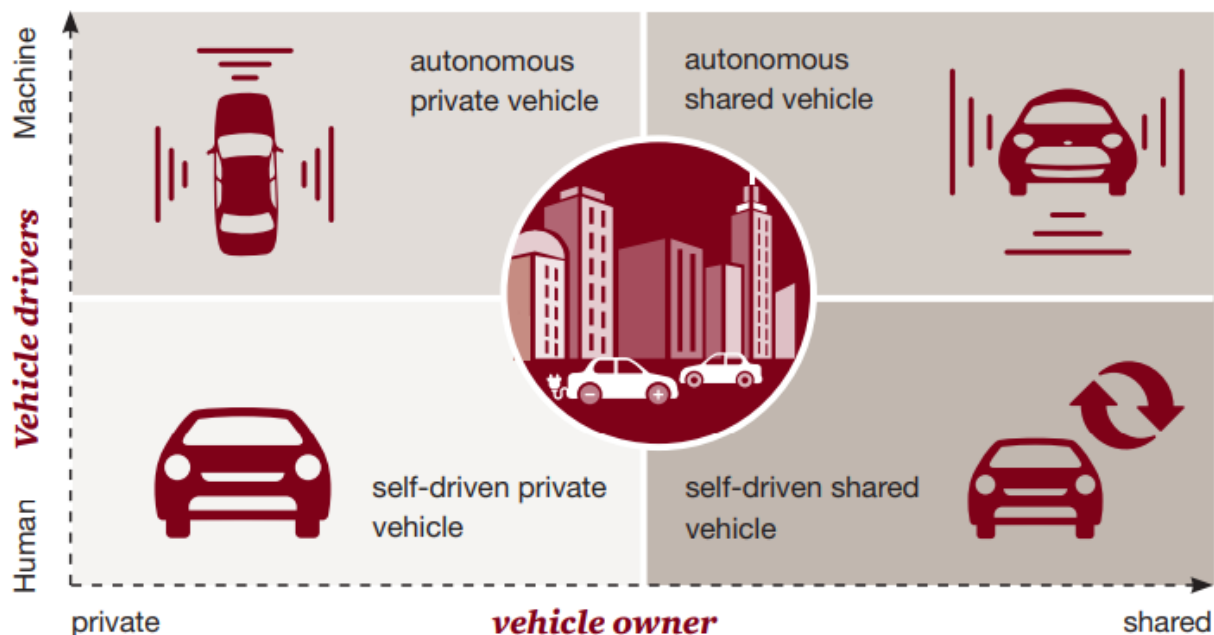 Machine
autonomous
private vehicle
autonomous
shared vehicle
Vehicle drivers
self-driven private
vehicle
self-driven shared
vehicle
Human
private
vehicle owner
shared